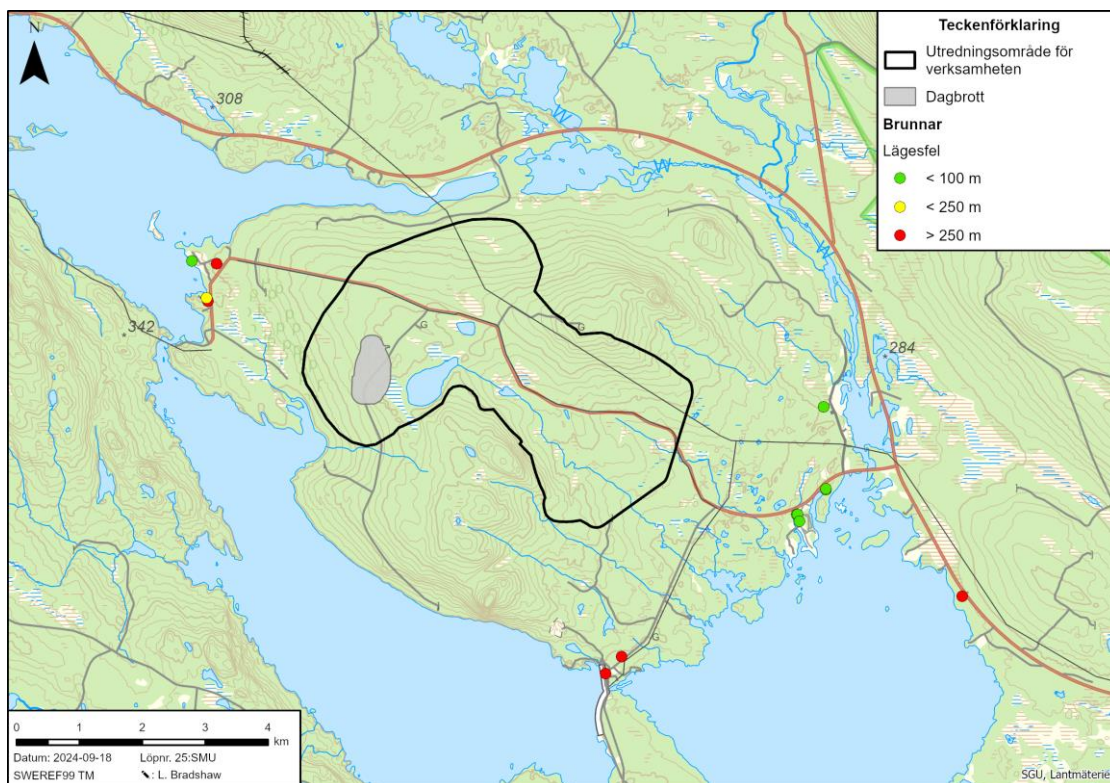 N
308
342
284
G
G
G
W
W
W
Teckenförklaring
Utredningsområde för
verksamheten
Dagbrott
Brunnar
Lägesfel
< 100 m
< 250 m
> 250 m
0 1 2 3 4
km
Datum: 2024-09-18 Löpnr. 25:SMU
SWEREF99 TM : L. Bradshaw
SGU, Lantmäterie